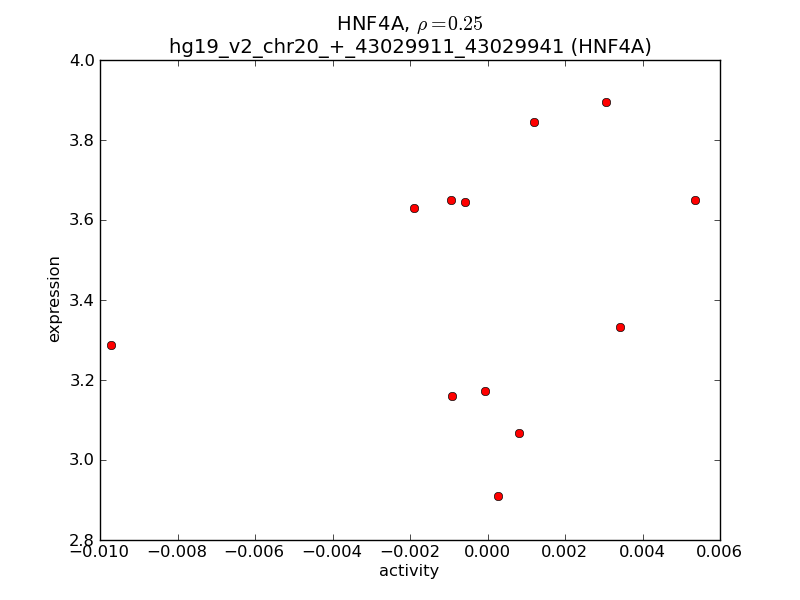 HNF4A, ρ=0.25
hg19_v2_chr20_+_43029911_43029941 (HNF4A)
4.0
3.8
3.6
3.4
3.2
3.0
2.8
expression
−0.010 −0.008 −0.006 −0.004 −0.002 0.000 0.002 0.004 0.006
activity